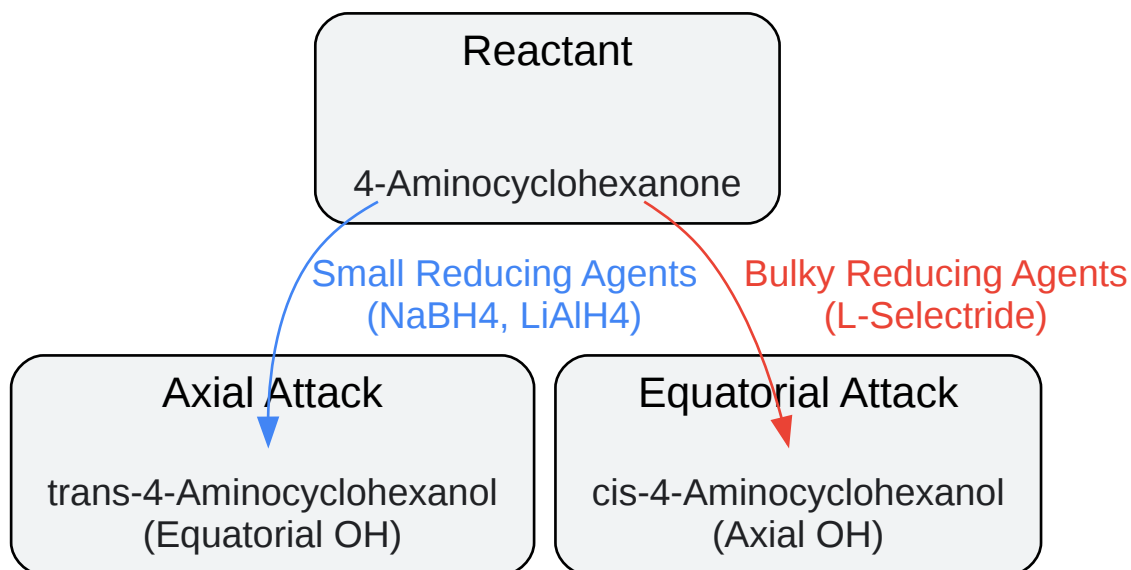 Reactant
4-Aminocyclohexanone
Small Reducing Agents
(NaBH4, LiAlH4)
Bulky Reducing Agents
(L-Selectride)
Axial Attack
trans-4-Aminocyclohexanol
(Equatorial OH)
Equatorial Attack
cis-4-Aminocyclohexanol
(Axial OH)